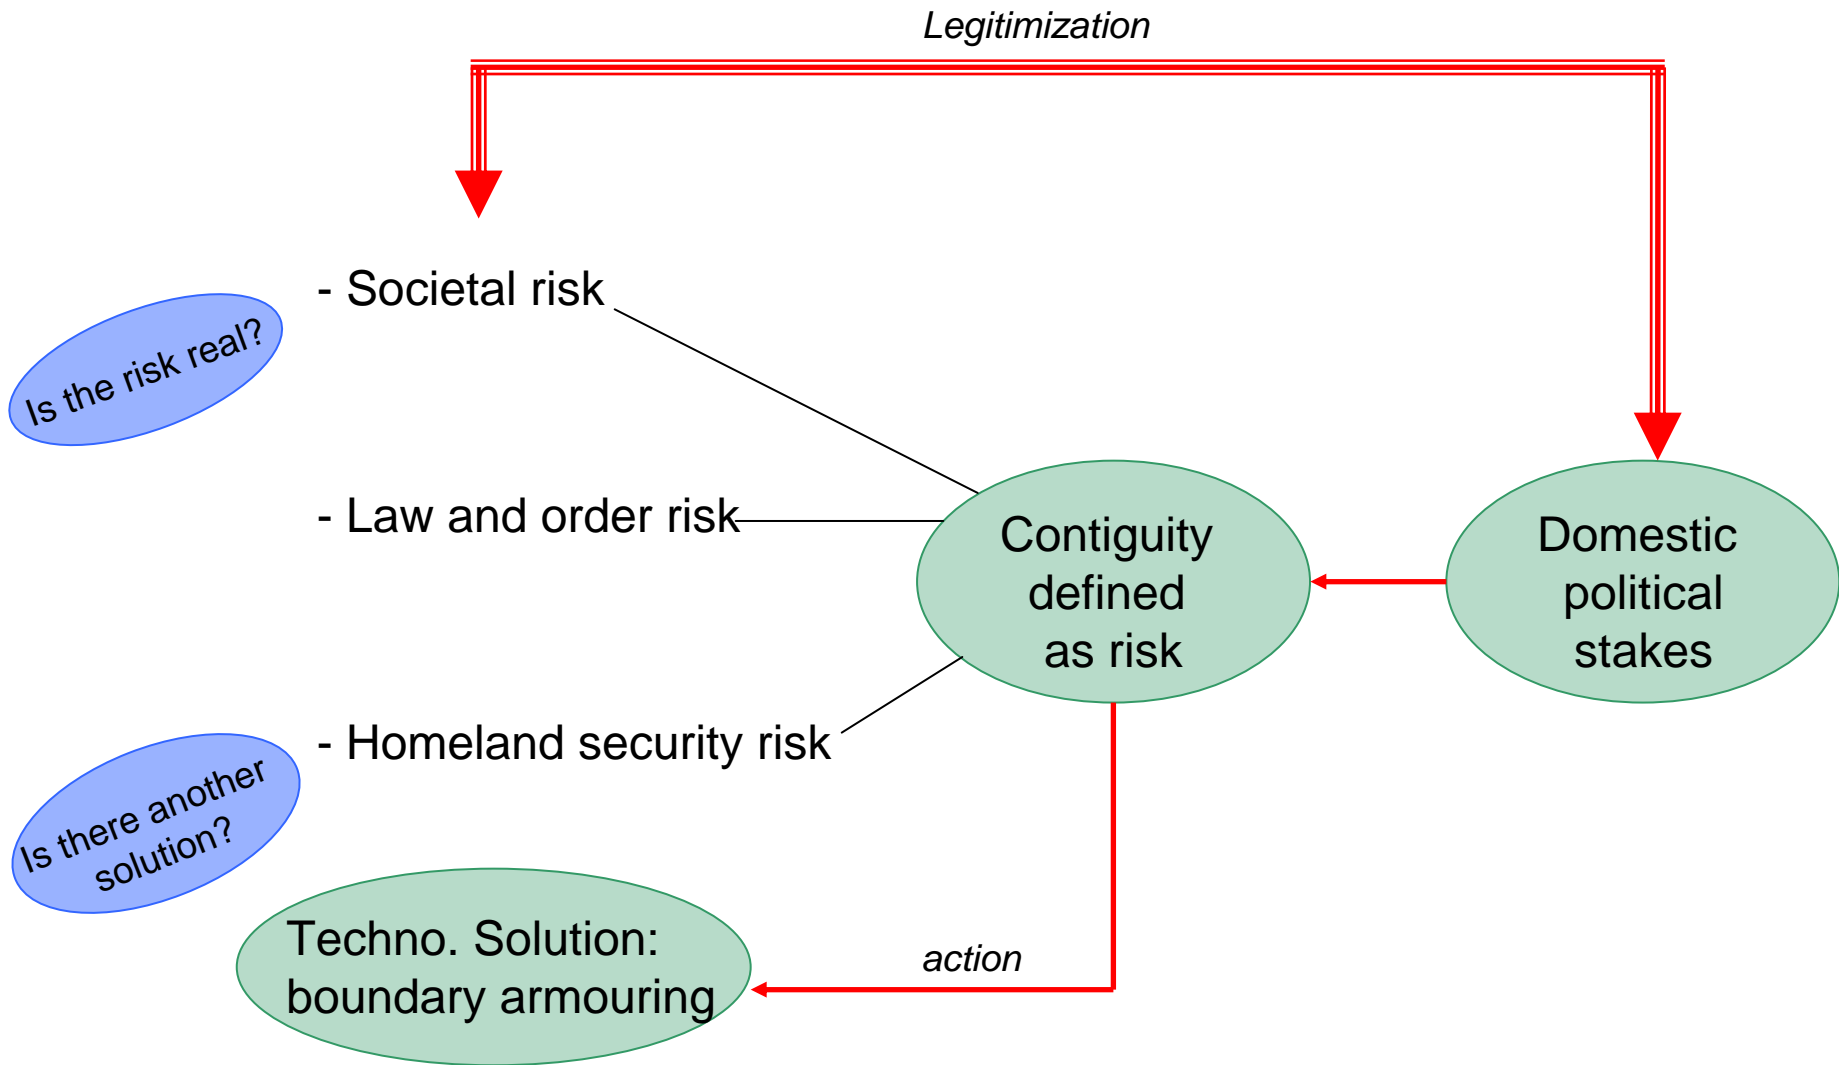 Legitimization
- Societal risk
Is the risk real?
- Law and order risk
Contiguity
defined
as risk
Domestic
political
stakes
- Homeland security risk
Is there another
solution?
Techno. Solution:
boundary armouring
action